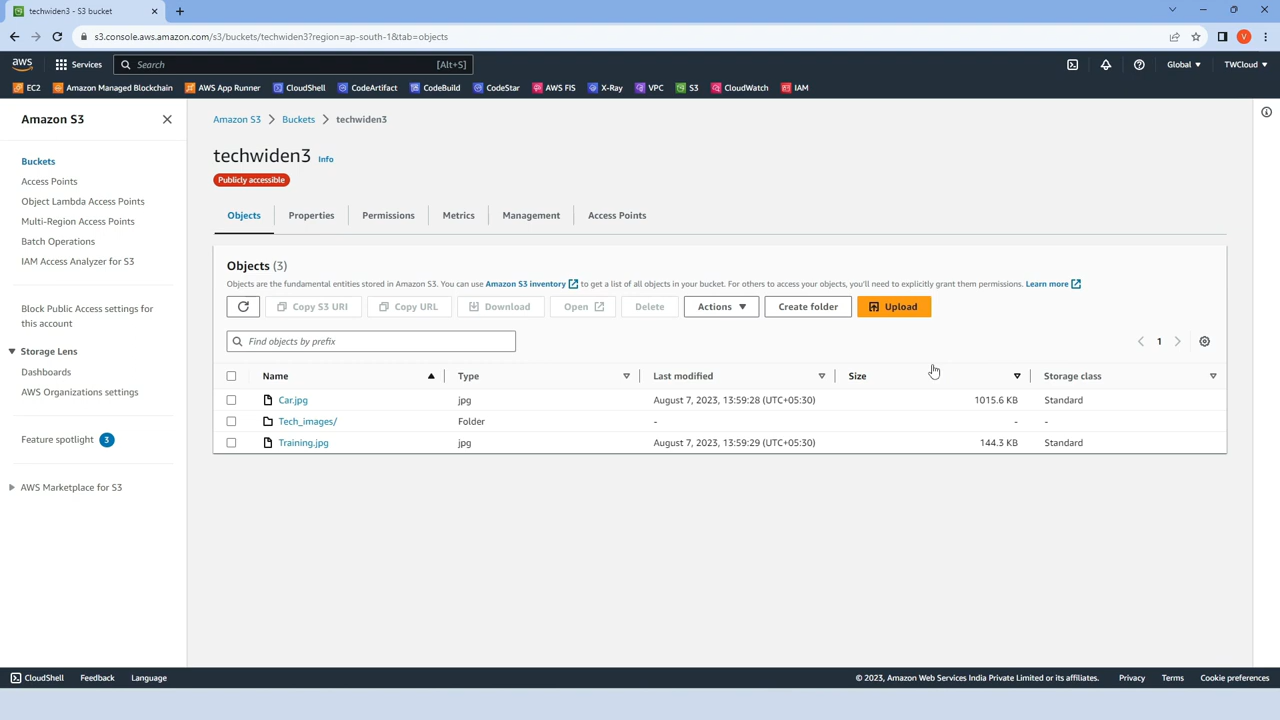 techwiden3 - S3 bucket
s3.console.aws.amazon.com/s3/buckets/techwiden3?region=ap-south-1&tab=objects
V
aws
Services
Search
[Alt+S]
Global
TWCloud
EC2
Amazon Managed Blockchain
AWS App Runner
CloudShell
CodeArtifact
CodeBuild
CodeStar
AWS FIS
X-Ray
VPC
S3
CloudWatch
IAM
Amazon S3
Buckets
Access Points
Object Lambda Access Points
Multi-Region Access Points
Batch Operations
IAM Access Analyzer for S3
Block Public Access settings for
this account
Storage Lens
Dashboards
AWS Organizations settings
Feature spotlight 3
AWS Marketplace for S3
Amazon S3 > Buckets > techwiden3
techwiden3 Info
Publicly accessible
Objects
Properties
Permissions
Metrics
Management
Access Points
Objects (3)
Objects are the fundamental entities stored in Amazon S3. You can use Amazon S3 inventory to get a list of all objects in your bucket. For others to access your objects, you'll need to explicitly grant them permissions. Learn more
Copy S3 URI
Copy URL
Download
Open
Delete
Actions
Create folder
Upload
Find objects by prefix
1
Name Type Last modified Size Storage class
Car.jpg jpg August 7, 2023, 13:59:28 (UTC+05:30) 1015.6 KB Standard
Tech_images/ Folder - - -
Training.jpg jpg August 7, 2023, 13:59:29 (UTC+05:30) 144.3 KB Standard
CloudShell
Feedback
Language
© 2023, Amazon Web Services India Private Limited or its affiliates.
Privacy
Terms
Cookie preferences